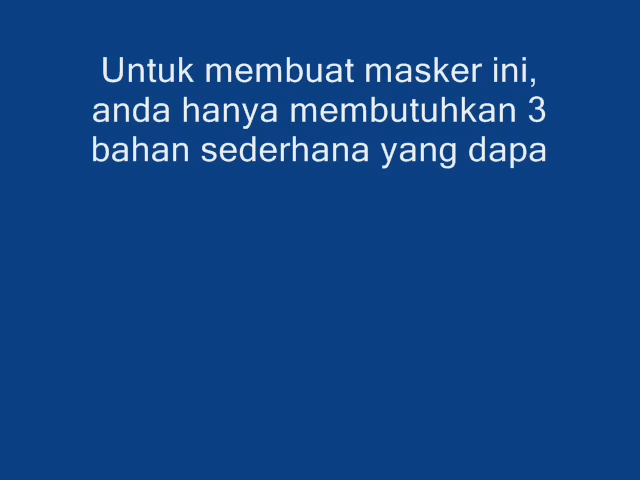 Untuk membuat masker ini,
anda hanya membutuhkan 3
bahan sederhana yang dapa